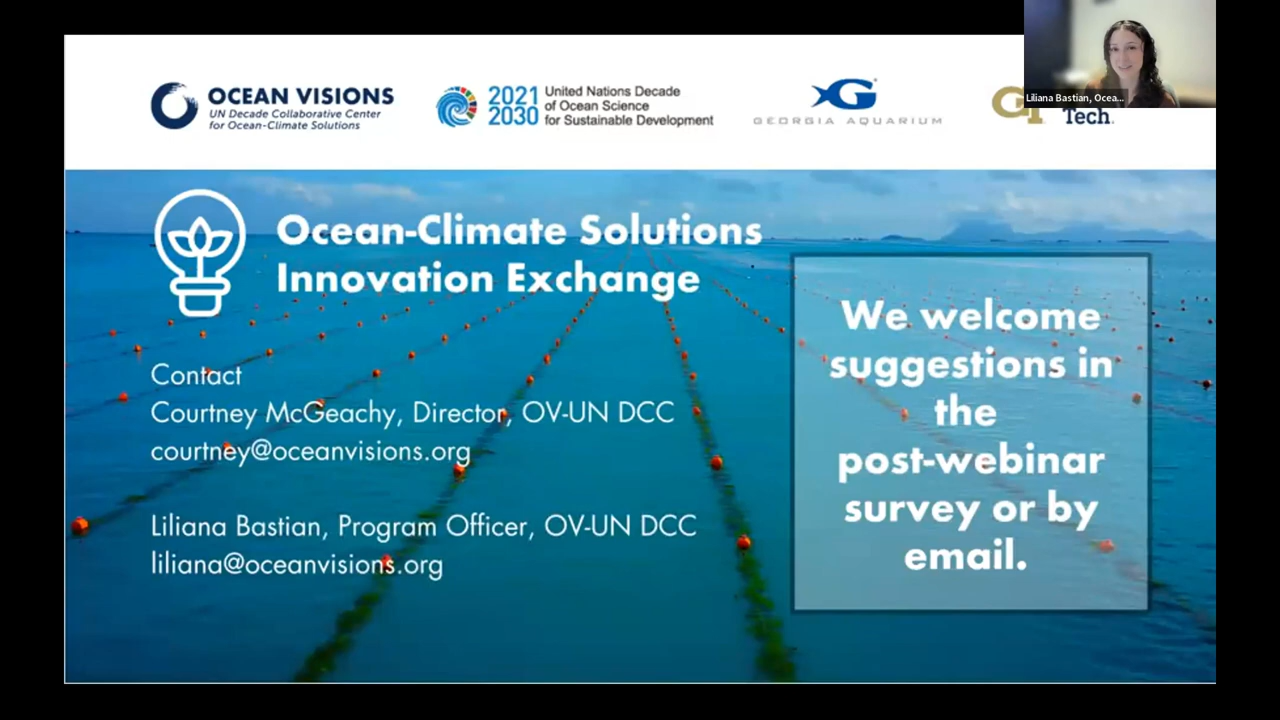 OCEAN VISIONS
UN Decade Collaborative Center
for Ocean-Climate Solutions
2021
2030
United Nations Decade
of Ocean Science
for Sustainable Development
G
GEORGIA AQUARIUM
GT
Tech
Liliana Bastian, Ocea...
Ocean-Climate Solutions
Innovation Exchange
Contact
Courtney McGeachy, Director, OV-UN DCC
courtney@oceanvisions.org
Liliana Bastian, Program Officer, OV-UN DCC
liliana@oceanvisions.org
We welcome
suggestions in
the
post-webinar
survey or by
email.